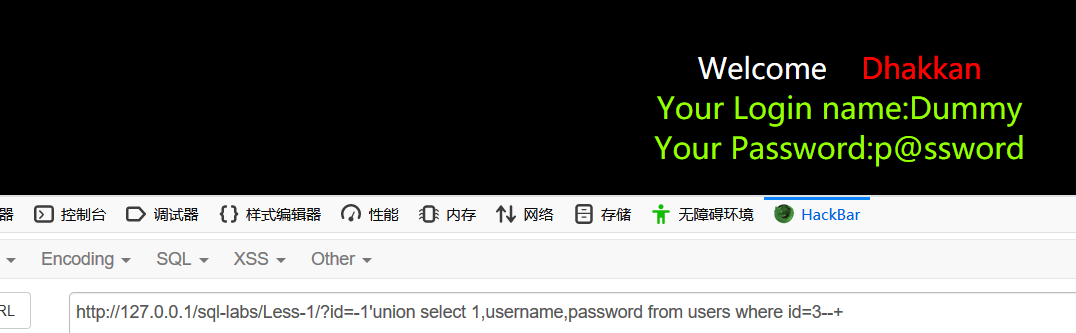 Welcome Dhakkan
Your Login name:Dummy
Your Password:p@ssword
器 控制台 调试器 样式编辑器 性能 内存 网络 存储 无障碍环境 HackBar
Encoding SQL XSS Other
RL http://127.0.0.1/sql-labs/Less-1/?id=-1'union select 1,username,password from users where id=3--+